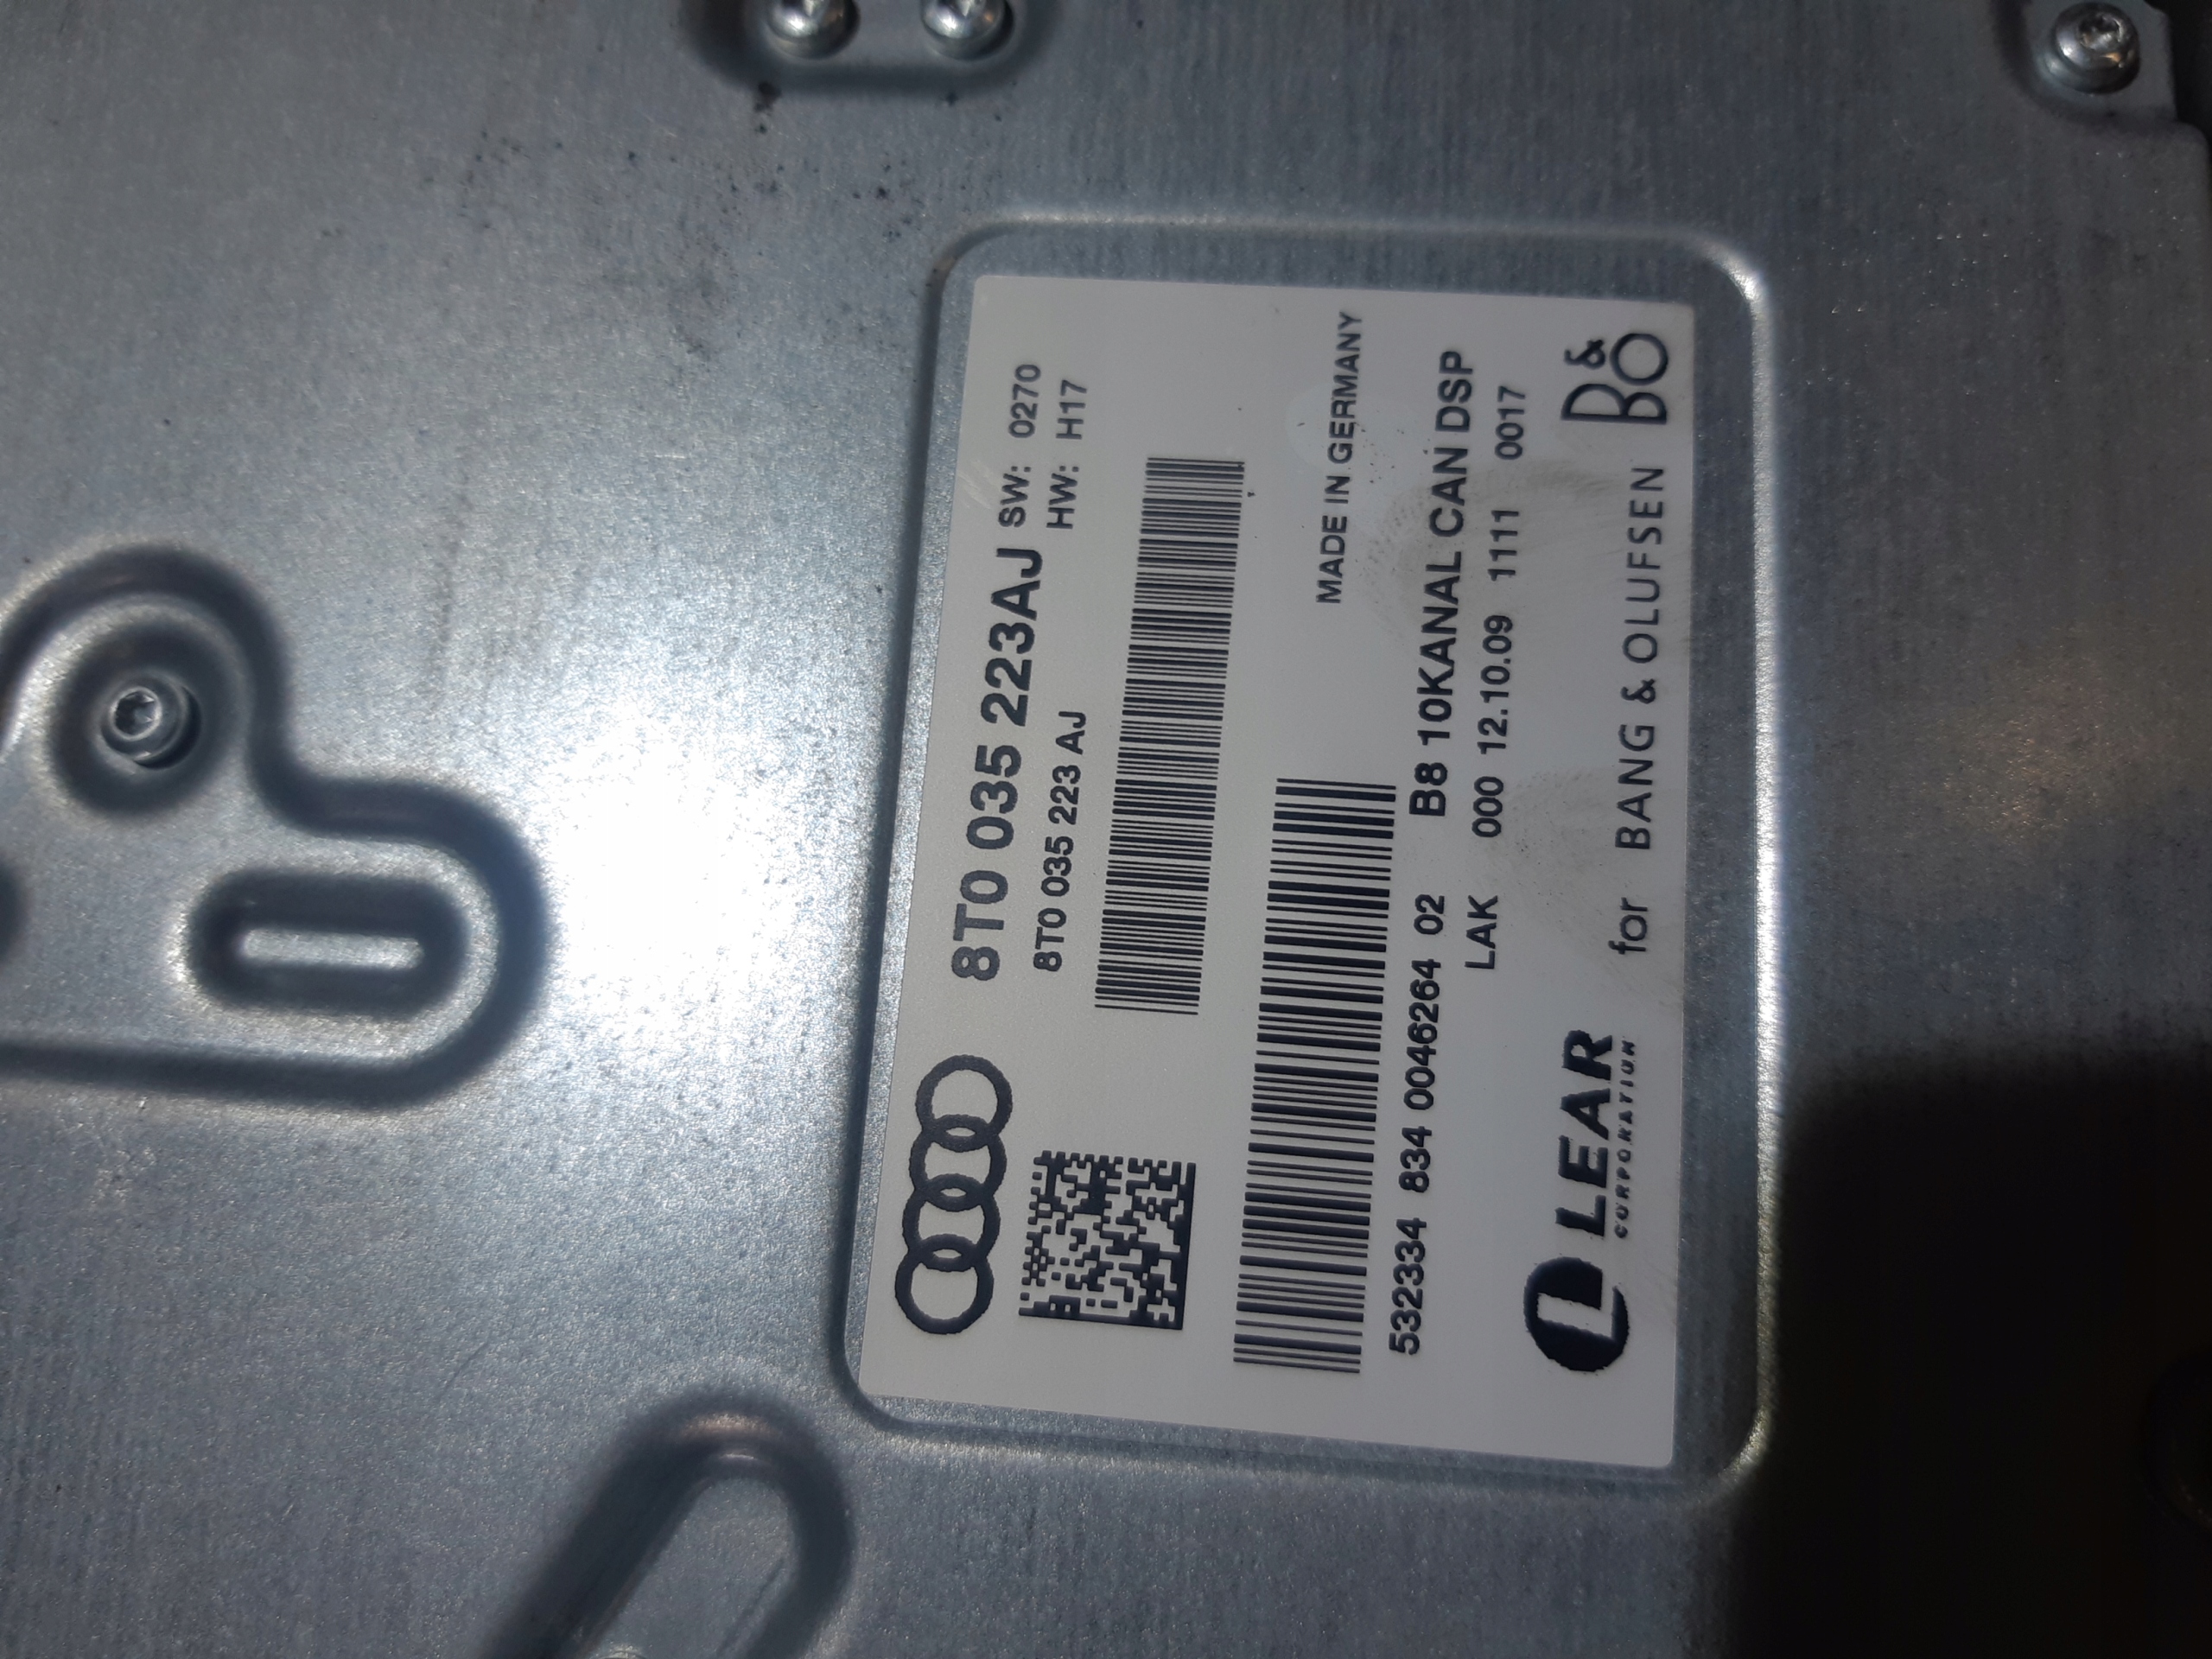 8T0 035 223AJ SW: 0270
8T0 035 223 AJ HW: H17
MADE IN GERMANY
532334 834 0046264 02 B8 10KANAL CAN DSP
LAK 000 12.10.09 1111 0017
LEAR
CORPORATION
for BANG & OLUFSEN B&O